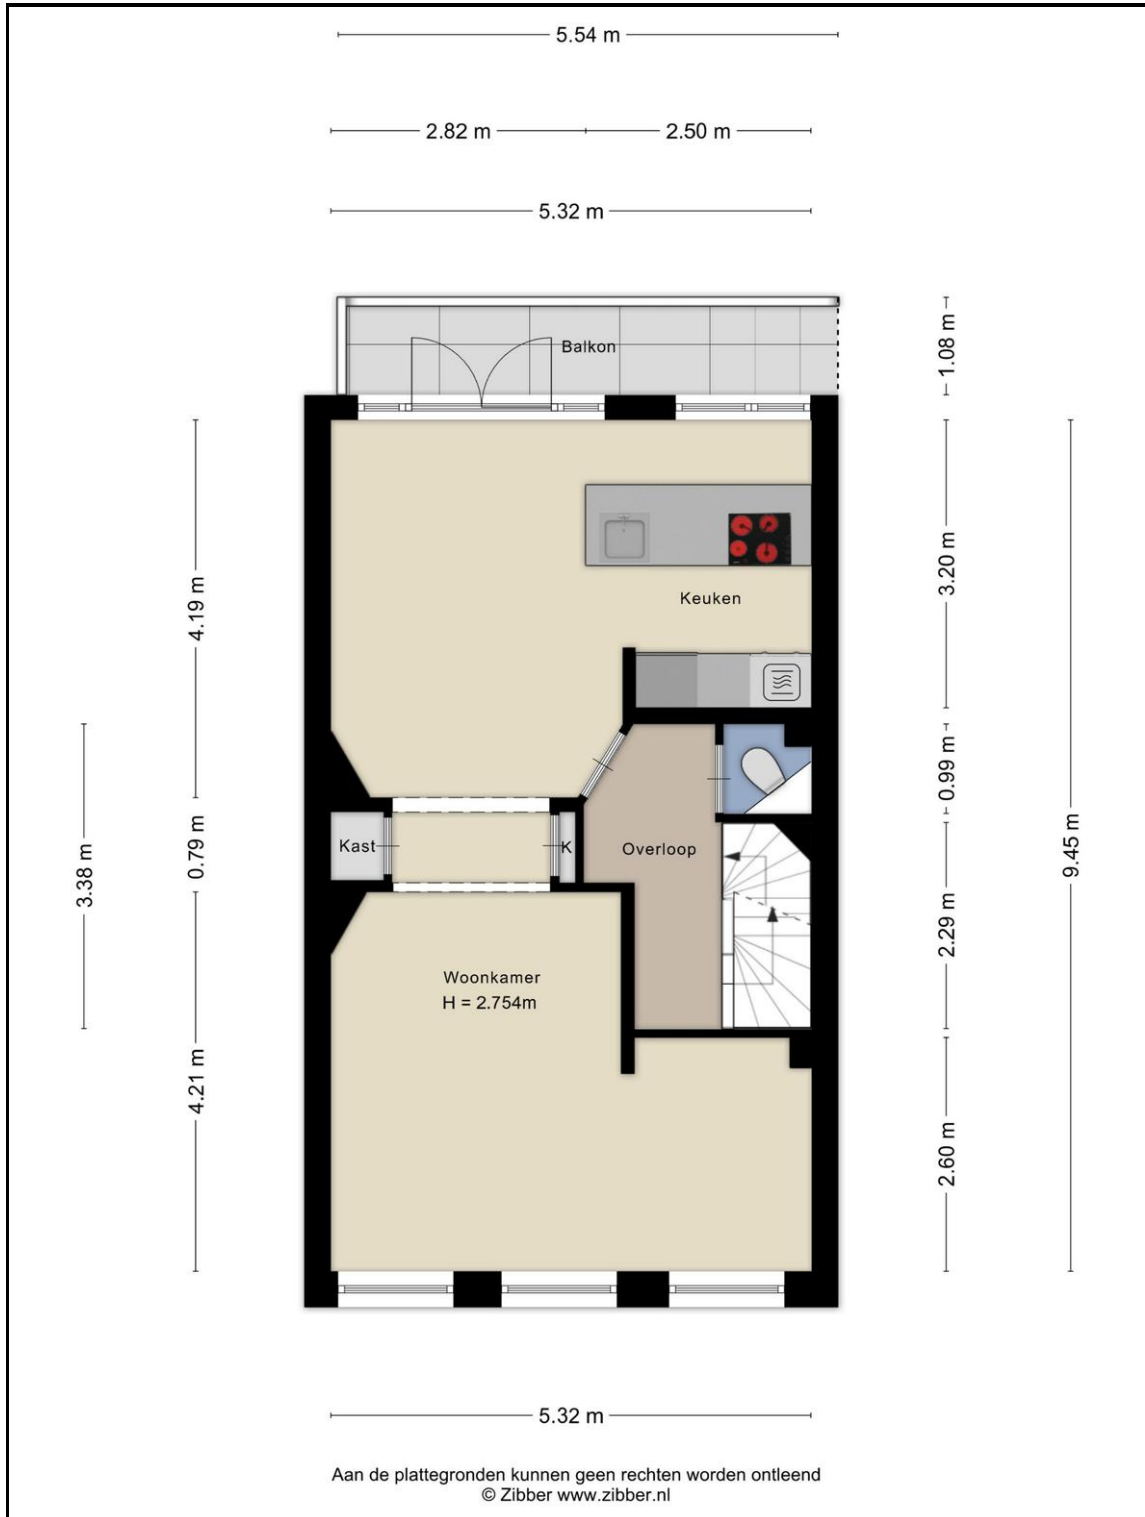 5.54 m
2.82 m
2.50 m
5.32 m
Balkon
1.08 m
4.19 m
3.20 m
Keuken
0.99 m
3.38 m
0.79 m
Kast
K
Overloop
9.45 m
2.29 m
Woonkamer
H = 2.754m
4.21 m
2.60 m
5.32 m
Aan de plattegronden kunnen geen rechten worden ontleend
© Zibber www.zibber.nl